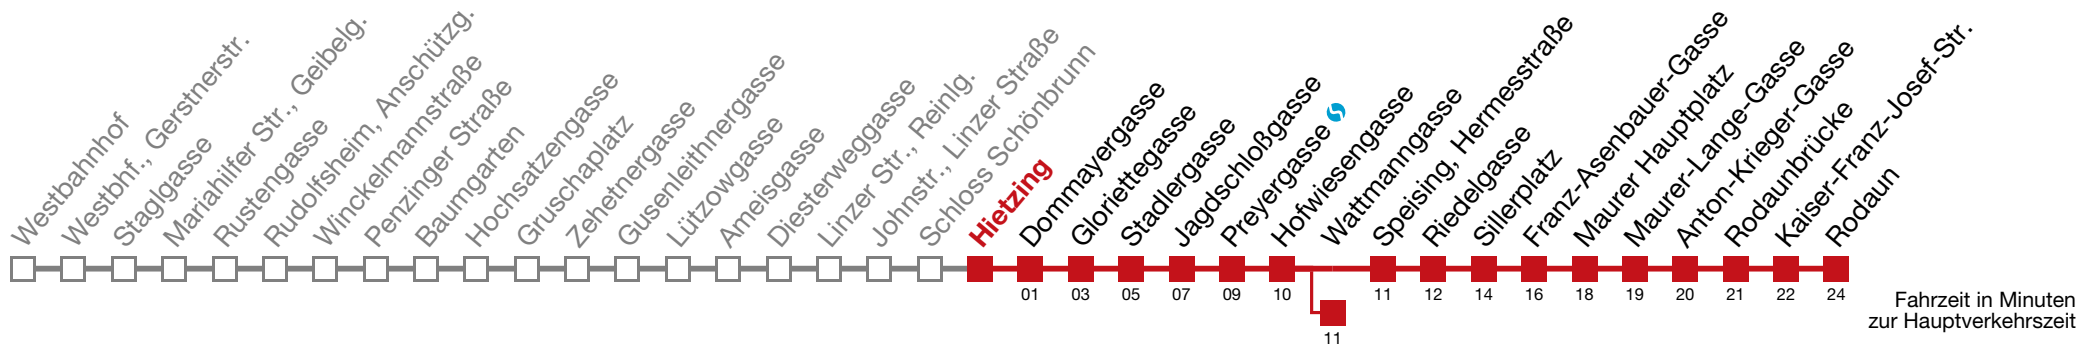 Westbahnhof
Westbhf., Gerstnerstr.
Staglgasse
Mariahilfer Str., Geibelg.
Rustengasse
Rudolfsheim, Anschützg.
Winckelmannstraße
Penzinger Straße
Baumgarten
Hochsatzengasse
Gruschaplatz
Zehetnergasse
Gusenleithnergasse
Lützowgasse
Ameisgasse
Diesterweggasse
Linzer Str., Reinlg.
Johnstr., Linzer Straße
Schloss Schönbrunn
Hietzing
Dommayergasse
Gloriettegasse
Stadlergasse
Jagdschloßgasse
Preyergasse
Hofwiesengasse
Wattmanngasse
Speising, Hermesstraße
Riedelgasse
Sillerplatz
Franz-Asenbauer-Gasse
Maurer Hauptplatz
Maurer-Lange-Gasse
Anton-Krieger-Gasse
Rodaunbrücke
Kaiser-Franz-Josef-Str.
Rodaun
01 03 05 07 09 10 11 12 14 16 18 19 20 21 22 24
11
Fahrzeit in Minuten
zur Hauptverkehrszeit